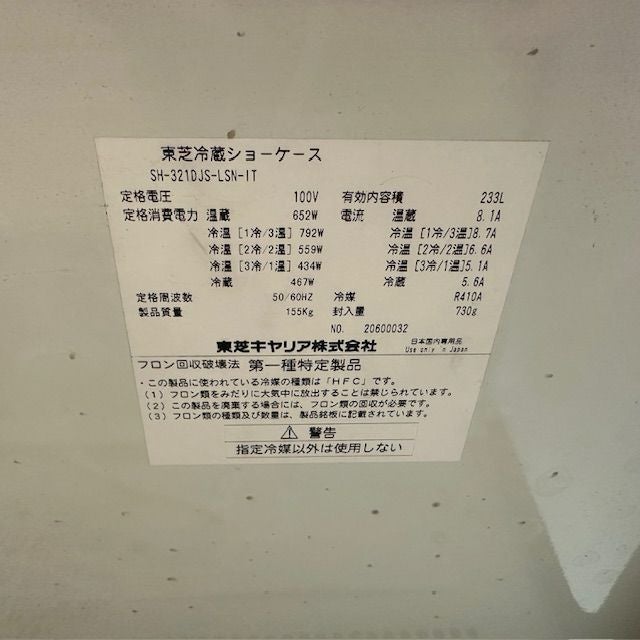 東芝冷蔵ショーケース
SH-321DJS-LSN-IT
定格電圧 100V 有効内容積 233L
定格消費電力 温蔵 652W 電流 温蔵 8.1A
冷温 [1冷/3温] 792W 冷温 [1冷/3温]8.7A
冷温 [2冷/2温] 559W 冷温 [2冷/2温]6.6A
冷温 [3冷/1温] 434W 冷温 [3冷/1温]5.1A
冷蔵 467W 冷蔵 5.6A
定格周波数 50/60HZ 冷媒 R410A
製品質量 155Kg 封入量 730g
NO. 20600032
東芝キヤリア株式会社 日本国内専用品
Use only in Japan
フロン回収破壊法 第一種特定製品
・この製品に使われている冷媒の種類は「HFC」です。
(1) フロン類をみだりに大気中に放出することは禁じられています。
(2) この製品を廃棄する場合には、フロン類の回収が必要です。
(3) フロン類の種類及び数量は、製品銘板に記載されています。
⚠ 警告
指定冷媒以外は使用しない